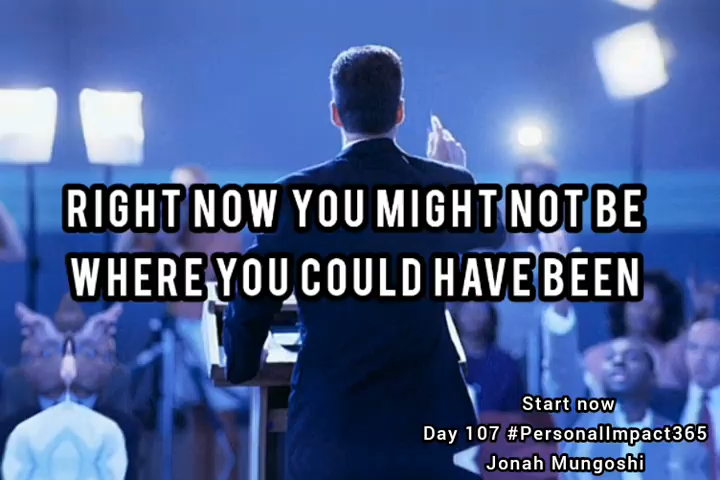 RIGHT NOW YOU MIGHT NOT BE
WHERE YOU COULD HAVE BEEN
Start now
Day 107 #PersonalImpact365
Jonah Mungoshi